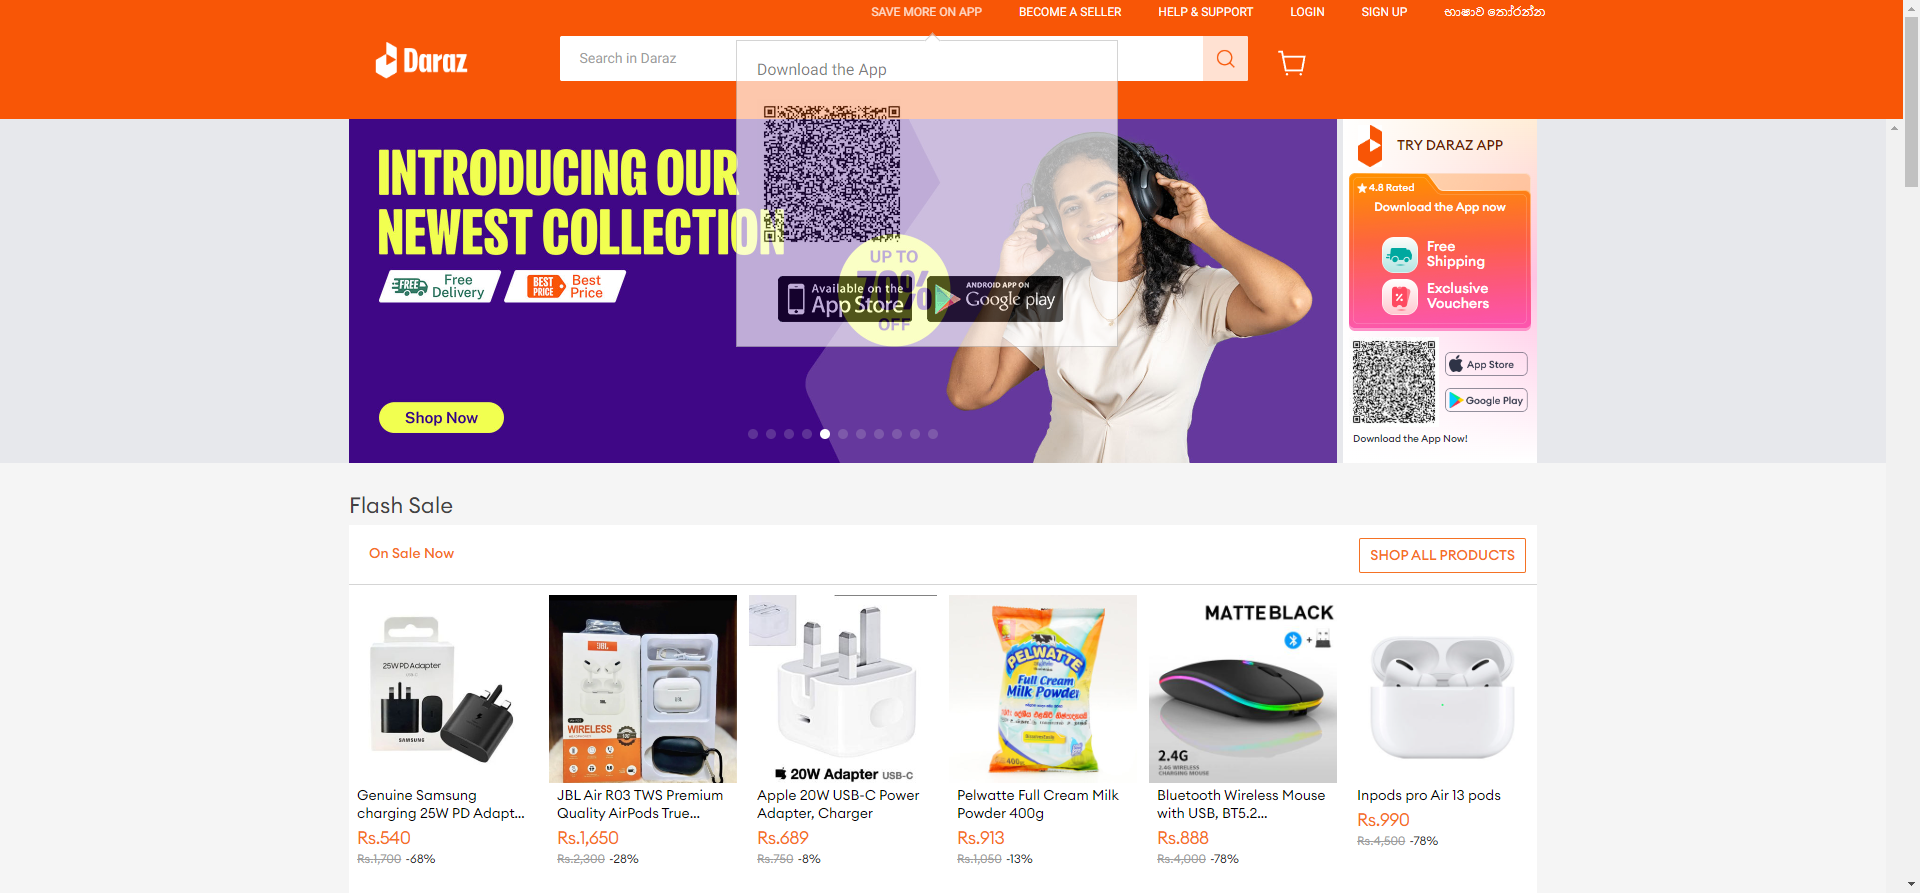 SAVE MORE ON APP
BECOME A SELLER
HELP & SUPPORT
LOGIN
SIGN UP
භාෂාව තෝරන්න
Daraz
Search in Daraz
Download the App
INTRODUCING OUR
NEWEST COLLECTION
FREE
Free
Delivery
BEST
PRICE
Best
Price
UP TO
70%
OFF
Available on the
App Store
ANDROID APP ON
Google play
Shop Now
TRY DARAZ APP
4.8 Rated
Download the App now
Free
Shipping
Exclusive
Vouchers
App Store
Google Play
Download the App Now!
Flash Sale
On Sale Now
SHOP ALL PRODUCTS
25W PD Adapter
SAMSUNG
JBL
WIRELESS
20W Adapter USB-C
PELWATTE
Full Cream
Milk Powder
400g
MATTE BLACK
+
2.4G
2.4G WIRELESS
CHARGING MOUSE
Genuine Samsung
charging 25W PD Adapt...
Rs.540
Rs.1,700 -68%
JBL Air R03 TWS Premium
Quality AirPods True...
Rs.1,650
Rs.2,300 -28%
Apple 20W USB-C Power
Adapter, Charger
Rs.689
Rs.750 -8%
Pelwatte Full Cream Milk
Powder 400g
Rs.913
Rs.1,050 -13%
Bluetooth Wireless Mouse
with USB, BT5.2...
Rs.888
Rs.4,000 -78%
Inpods pro Air 13 pods
Rs.990
Rs.4,500 -78%